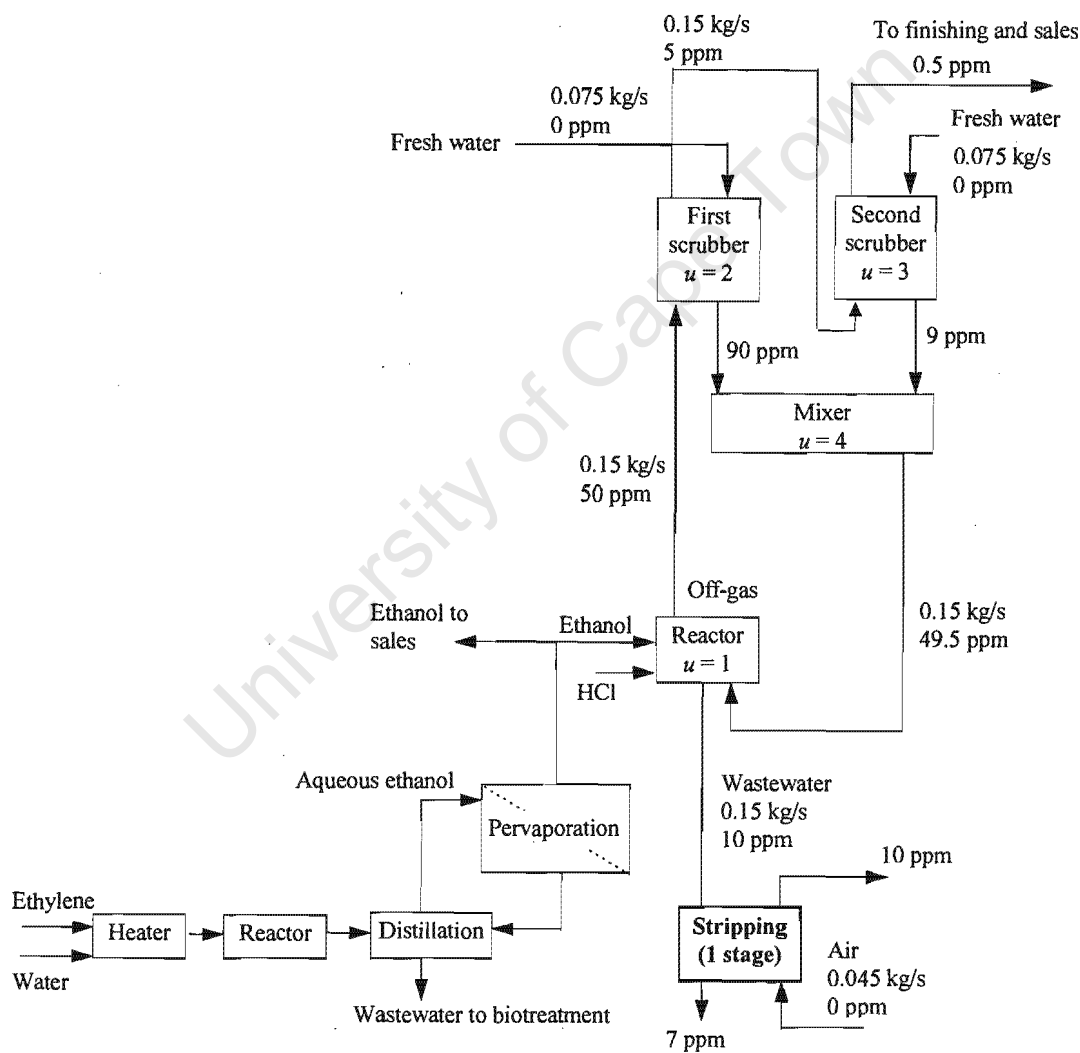 0.15 kg/s
5 ppm
To finishing and sales
0.5 ppm
0.075 kg/s
0 ppm
Fresh water
Fresh water
0.075 kg/s
0 ppm
First
scrubber
u = 2
Second
scrubber
u = 3
90 ppm
9 ppm
Mixer
u = 4
0.15 kg/s
50 ppm
Off-gas
Ethanol to
sales
Ethanol
Reactor
u = 1
HCl
0.15 kg/s
49.5 ppm
Aqueous ethanol
Pervaporation
Wastewater
0.15 kg/s
10 ppm
10 ppm
Ethylene
Water
Heater
Reactor
Distillation
Stripping
(1 stage)
Air
0.045 kg/s
0 ppm
Wastewater to biotreatment
7 ppm
University of Cape Town